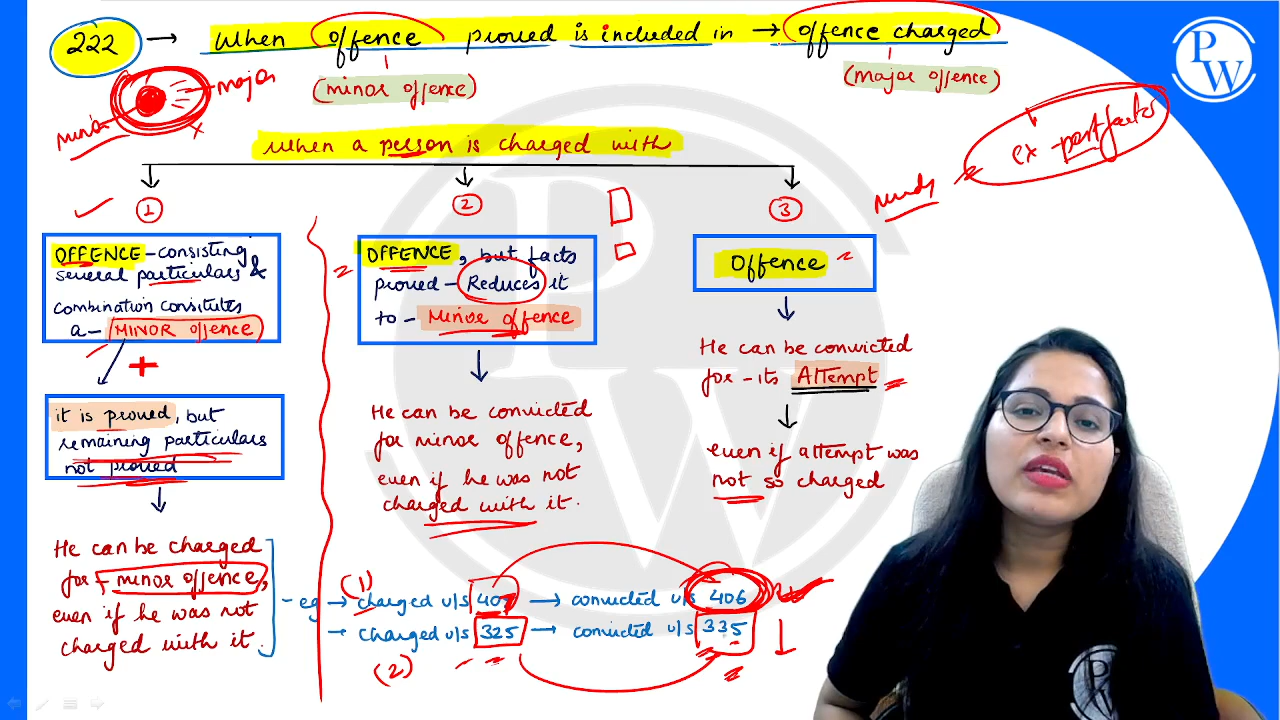 222 → When offence proved is included in → offence charged
(minor offence)
(major offence)
major
minor
ex-post facto
When a person is charged with
1
2
3
OFFENCE - consisting
several particulars &
combination constitutes
a - MINOR offence
+
it is proved, but
remaining particulars
not proved
He can be charged
for - minor offence,
even if he was not
charged with it.
OFFENCE, but facts
proved - Reduces it
to - Minor offence
He can be convicted
for minor offence,
even if he was not
charged with it.
Offence
He can be convicted
for - its Attempt
even if attempt was
not so charged
(1)
- eg → charged u/s 407 → convicted u/s 406
→ charged u/s 325 → convicted u/s 335
(2)
PW
PW
PW